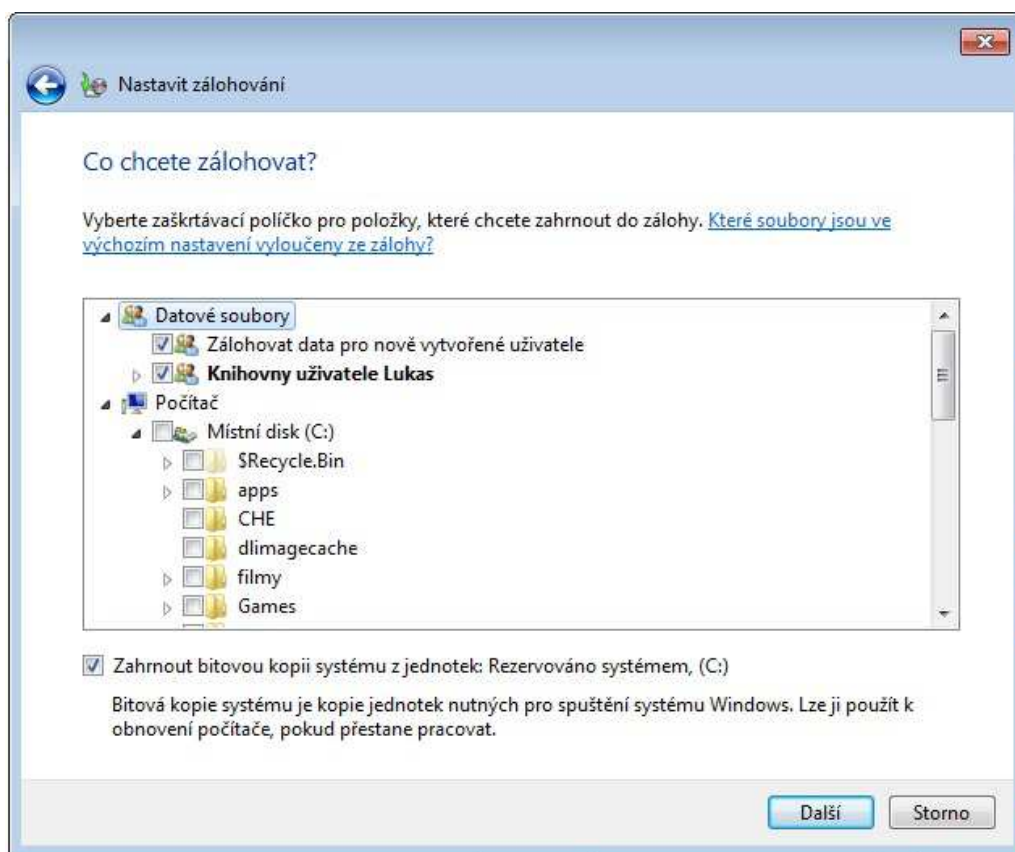 Nastavit zálohování
Co chcete zálohovat?
Vyberte zaškrtávací políčko pro položky, které chcete zahrnout do zálohy. Které soubory jsou ve
výchozím nastavení vyloučeny ze zálohy?
Datové soubory
Zálohovat data pro nově vytvořené uživatele
Knihovny uživatele Lukas
Počítač
Místní disk (C:)
$Recycle.Bin
apps
CHE
dlimagecache
filmy
Games
Zahrnout bitovou kopii systému z jednotek: Rezervováno systémem, (C:)
Bitová kopie systému je kopie jednotek nutných pro spuštění systému Windows. Lze ji použít k
obnovení počítače, pokud přestane pracovat.
Další Storno